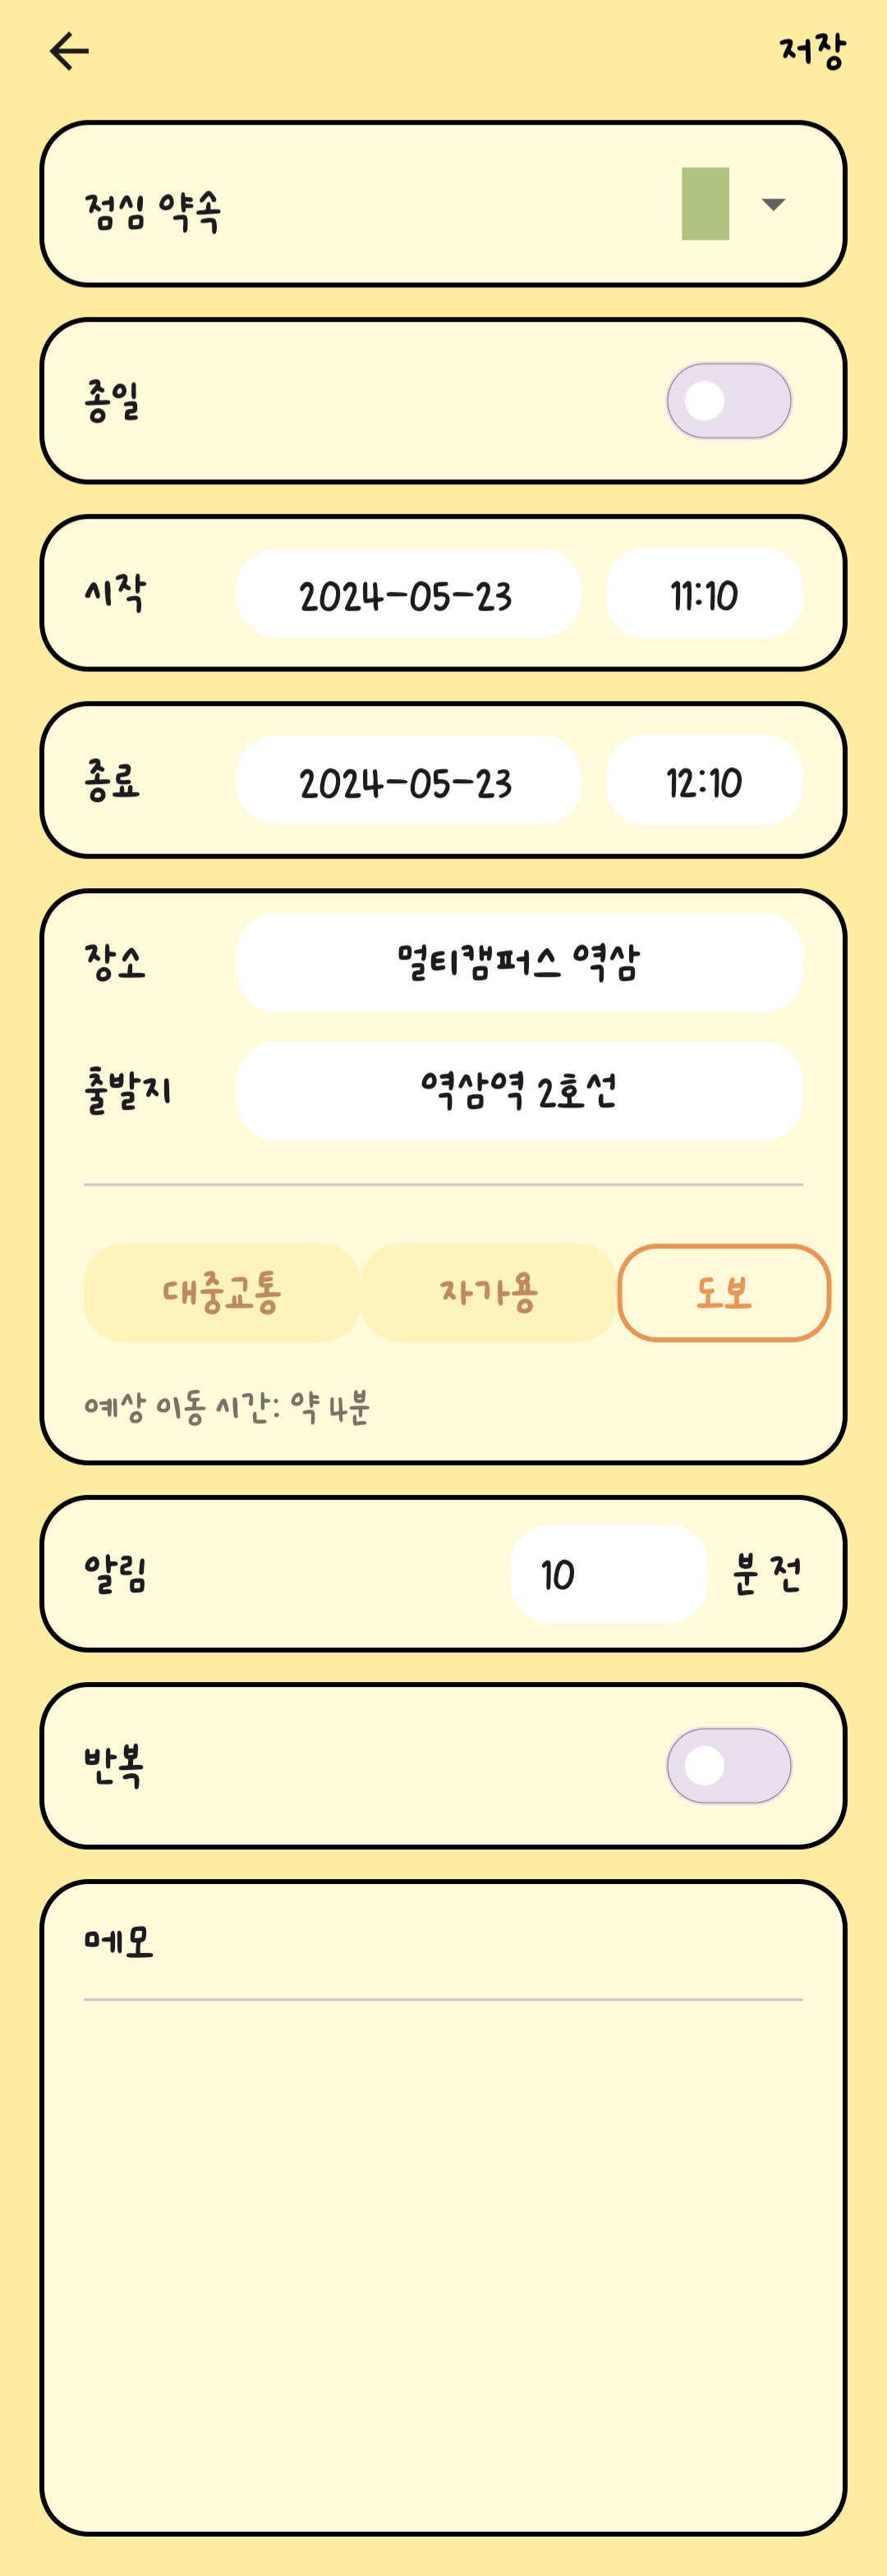 저장
점심 약속
종일
시작 2024-05-23 11:10
종료 2024-05-23 12:10
장소 멀티캠퍼스 역삼
출발지 역삼역 2호선
대중교통 자가용 도보
예상 이동 시간: 약 4분
알림 10 분 전
반복
메모